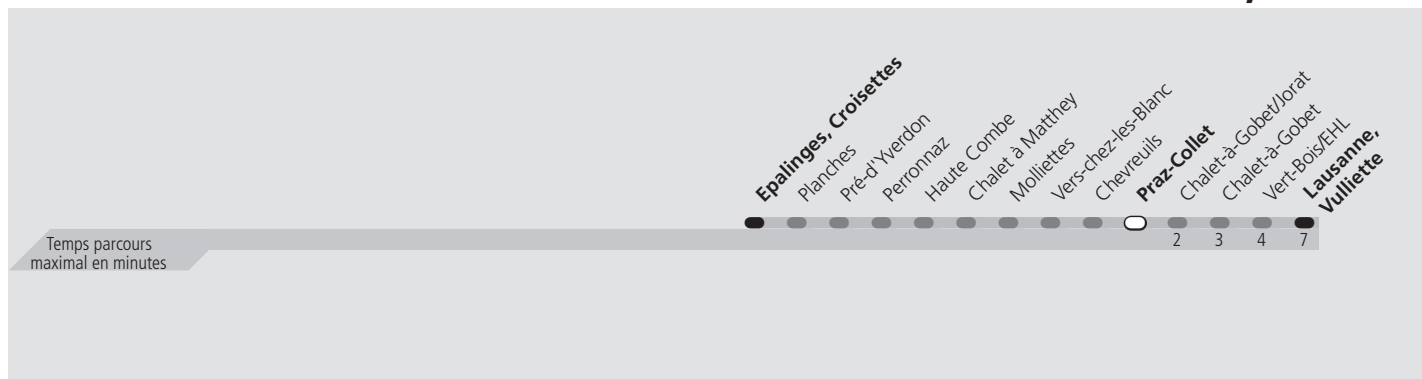 Epalinges, Croisettes
Planches
Pré-d'Yverdon
Perronnaz
Haute Combe
Chalet à Matthey
Molliettes
Vers-chez-les-Blanc
Chevreuils
Praz-Collet
Chalet-à-Gobet/Jorat
Chalet-à-Gobet
Vert-Bois/EHL
Lausanne,
Vulliette
Temps parcours
maximal en minutes
2 3 4 7